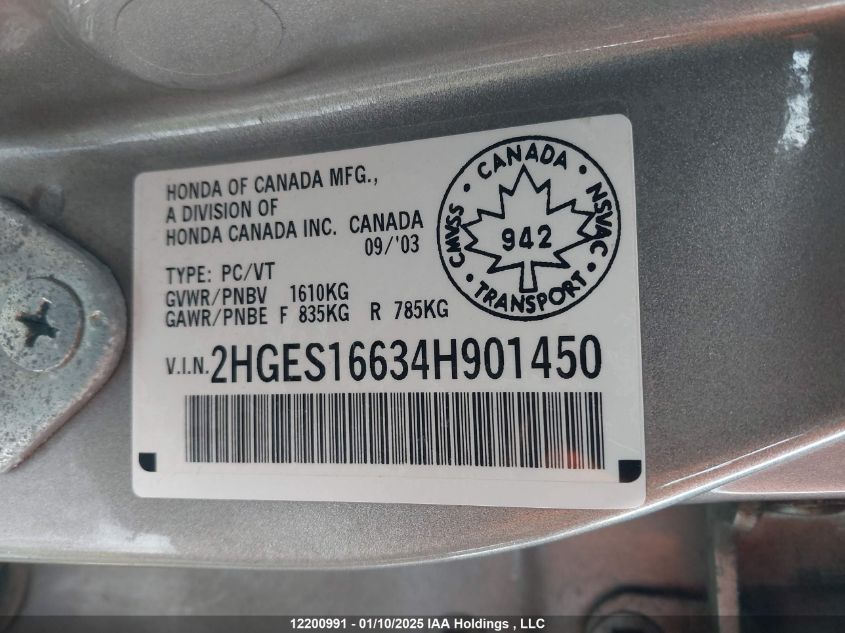 HONDA OF CANADA MFG.,
A DIVISION OF
HONDA CANADA INC. CANADA
09/'03
TYPE: PC/VT
GVWR/PNBV 1610KG
GAWR/PNBE F 835KG R 785KG
CANADA
CMVSS
NSVAC
942
TRANSPORT
V.I.N. 2HGES16634H901450
12200991 - 01/10/2025 IAA Holdings , LLC